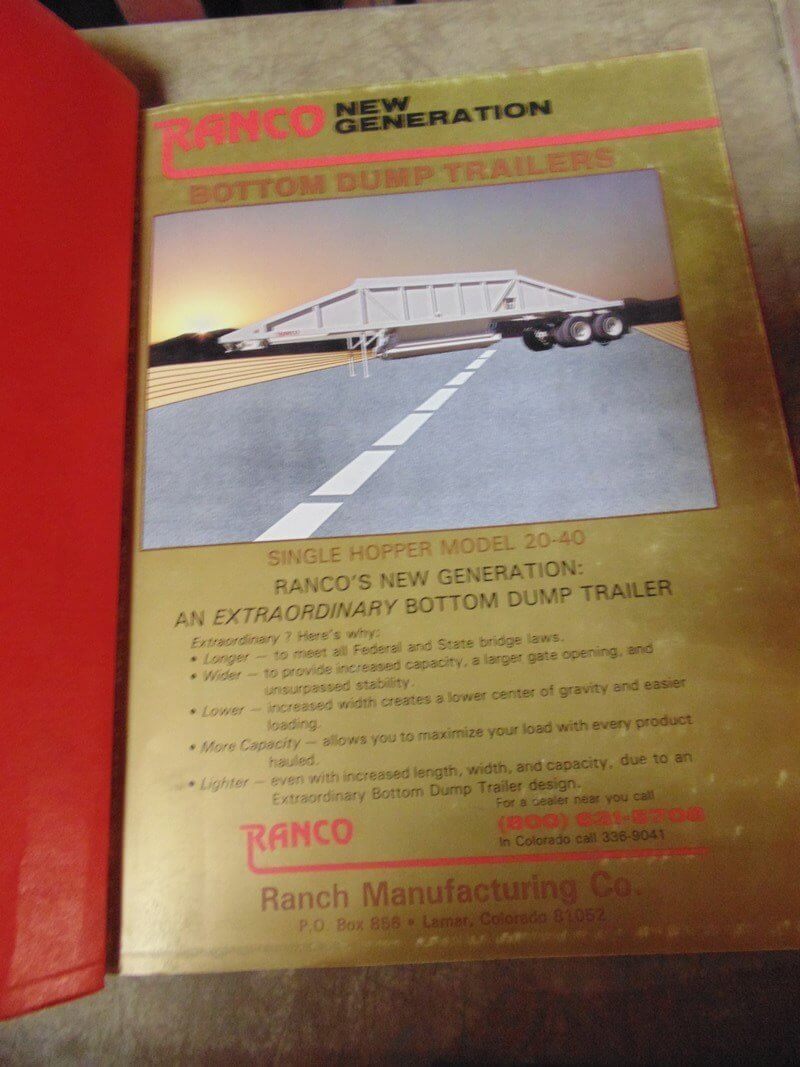 RANCO NEW GENERATION
BOTTOM DUMP TRAILERS
RANCO
SINGLE HOPPER MODEL 20-40
RANCO'S NEW GENERATION:
AN EXTRAORDINARY BOTTOM DUMP TRAILER
Extraordinary ? Here's why:
• Longer — to meet all Federal and State bridge laws.
• Wider — to provide increased capacity, a larger gate opening, and
unsurpassed stability.
• Lower — increased width creates a lower center of gravity and easier
loading.
• More Capacity — allows you to maximize your load with every product
hauled.
• Lighter — even with increased length, width, and capacity, due to an
Extraordinary Bottom Dump Trailer design.
For a dealer near you call
(800)
In Colorado call 336-9041
RANCO
Ranch Manufacturing Co.
P.O. Box • Lamar, Colorado 81052